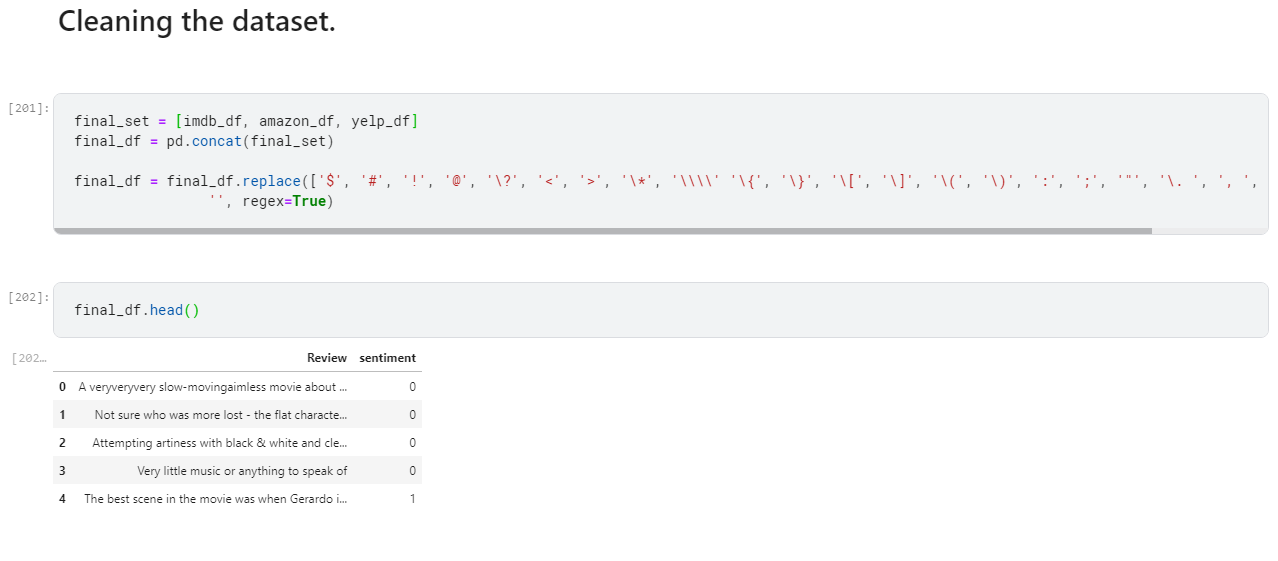 Cleaning the dataset.
[201]:
final_set = [imdb_df, amazon_df, yelp_df]
final_df = pd.concat(final_set)
final_df = final_df.replace(['$', '#', '!', '@', '\?', '<', '>', '\*', '\\\\' '\{', '\}', '\[', '\]', '\(', '\)', ':', ';', '"', '\. ', ', ',
'', regex=True)
[202]:
final_df.head()
[202…
Review sentiment
0 A veryveryvery slow-movingaimless movie about ... 0
1 Not sure who was more lost - the flat characte... 0
2 Attempting artiness with black & white and cle... 0
3 Very little music or anything to speak of 0
4 The best scene in the movie was when Gerardo i... 1